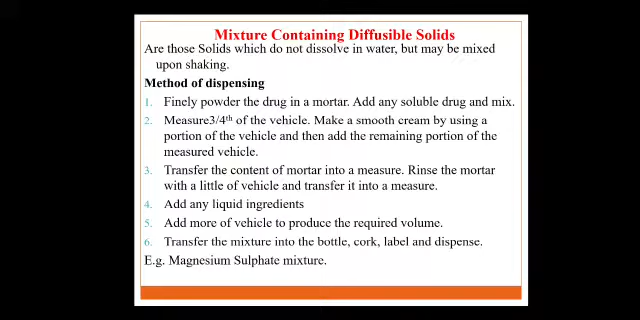 Mixture Containing Diffusible Solids
Are those Solids which do not dissolve in water, but may be mixed
upon shaking.
Method of dispensing
1. Finely powder the drug in a mortar. Add any soluble drug and mix.
2. Measure3/4th of the vehicle. Make a smooth cream by using a
portion of the vehicle and then add the remaining portion of the
measured vehicle.
3. Transfer the content of mortar into a measure. Rinse the mortar
with a little of vehicle and transfer it into a measure.
4. Add any liquid ingredients
5. Add more of vehicle to produce the required volume.
6. Transfer the mixture into the bottle, cork, label and dispense.
E.g. Magnesium Sulphate mixture.